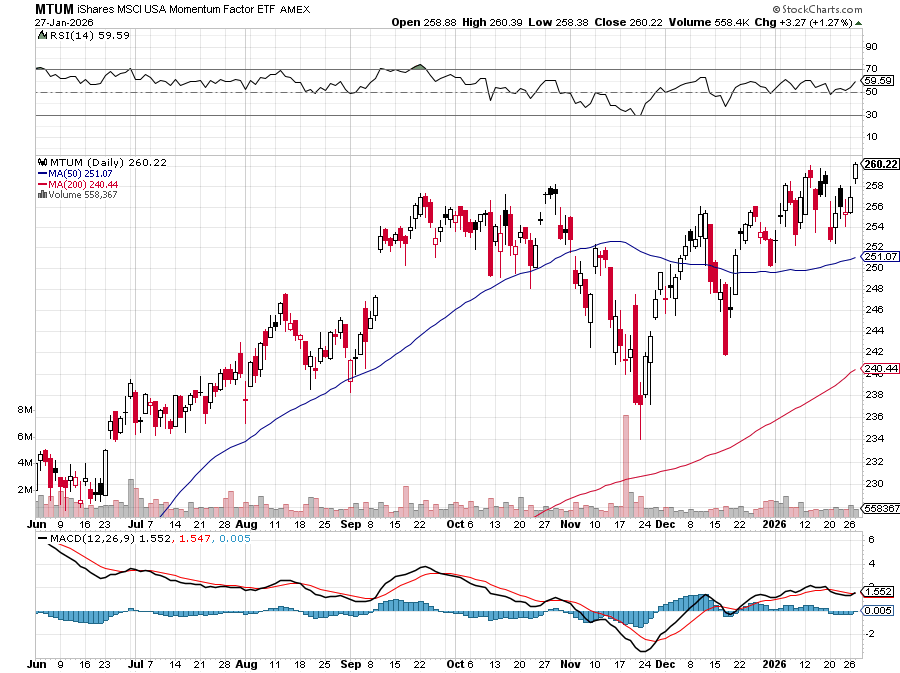 MTUM iShares MSCI USA Momentum Factor ETF AMEX
© StockCharts.com
27-Jan-2026
Open 258.88 High 260.39 Low 258.38 Close 260.22 Volume 558.4K Chg +3.27 (+1.27%)
RSI(14) 59.59
90
70
59.59
50
30
10
MTUM (Daily) 260.22
MA(50) 251.07
MA(200) 240.44
Volume 558,367
260.22
258
256
254
252
251.07
250
248
246
244
242
240.44
240
238
236
234
232
230
558367
8M
6M
4M
2M
Jun 9 16 23 Jul 7 14 21 28 Aug 11 18 25 Sep 8 15 22 Oct 6 13 20 27 Nov 10 17 24 Dec 8 15 22 2026 12 20 26
MACD(12,26,9) 1.552, 1.547, 0.005
6
4
2
1.552
0.005
-2
Jun 9 16 23 Jul 7 14 21 28 Aug 11 18 25 Sep 8 15 22 Oct 6 13 20 27 Nov 10 17 24 Dec 8 15 22 2026 12 20 26